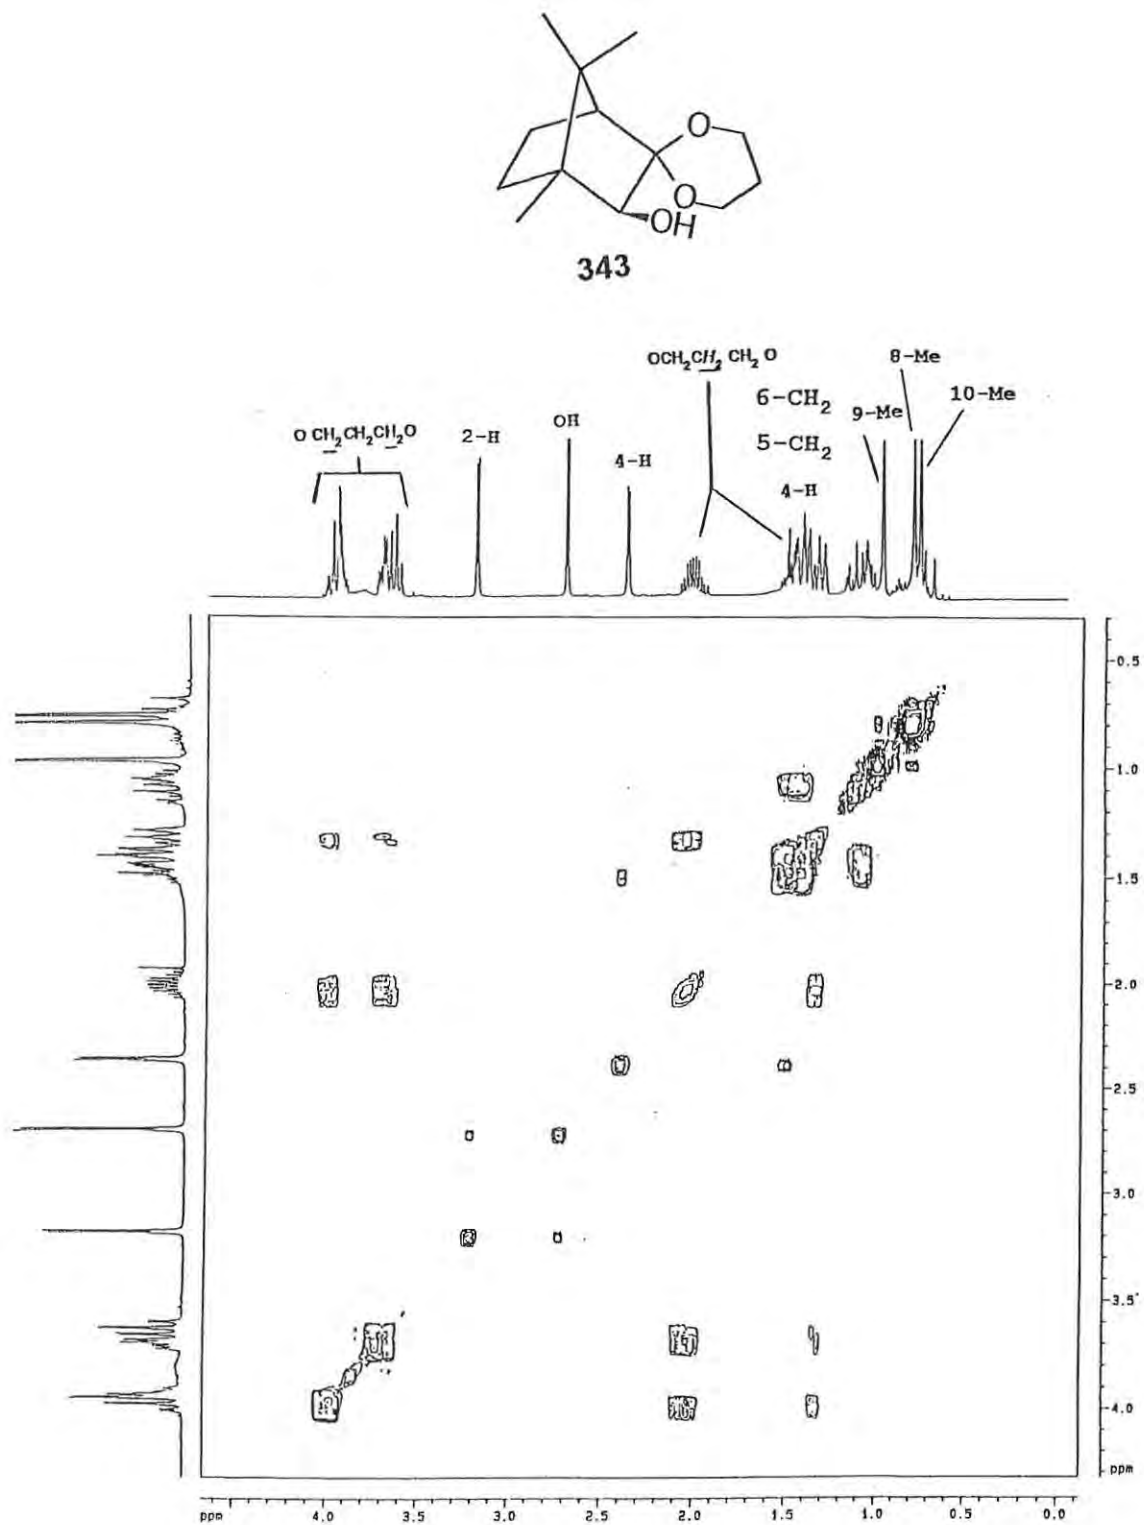 O
O
OH
343
OCH2CH2 CH2 O
8-Me
6-CH2
9-Me
10-Me
O CH2CH2CH2O
2-H
OH
4-H
5-CH2
4-H
0.5
1.0
1.5
2.0
2.5
3.0
3.5
4.0
ppm
ppm 4.0 3.5 3.0 2.5 2.0 1.5 1.0 0.5 0.0